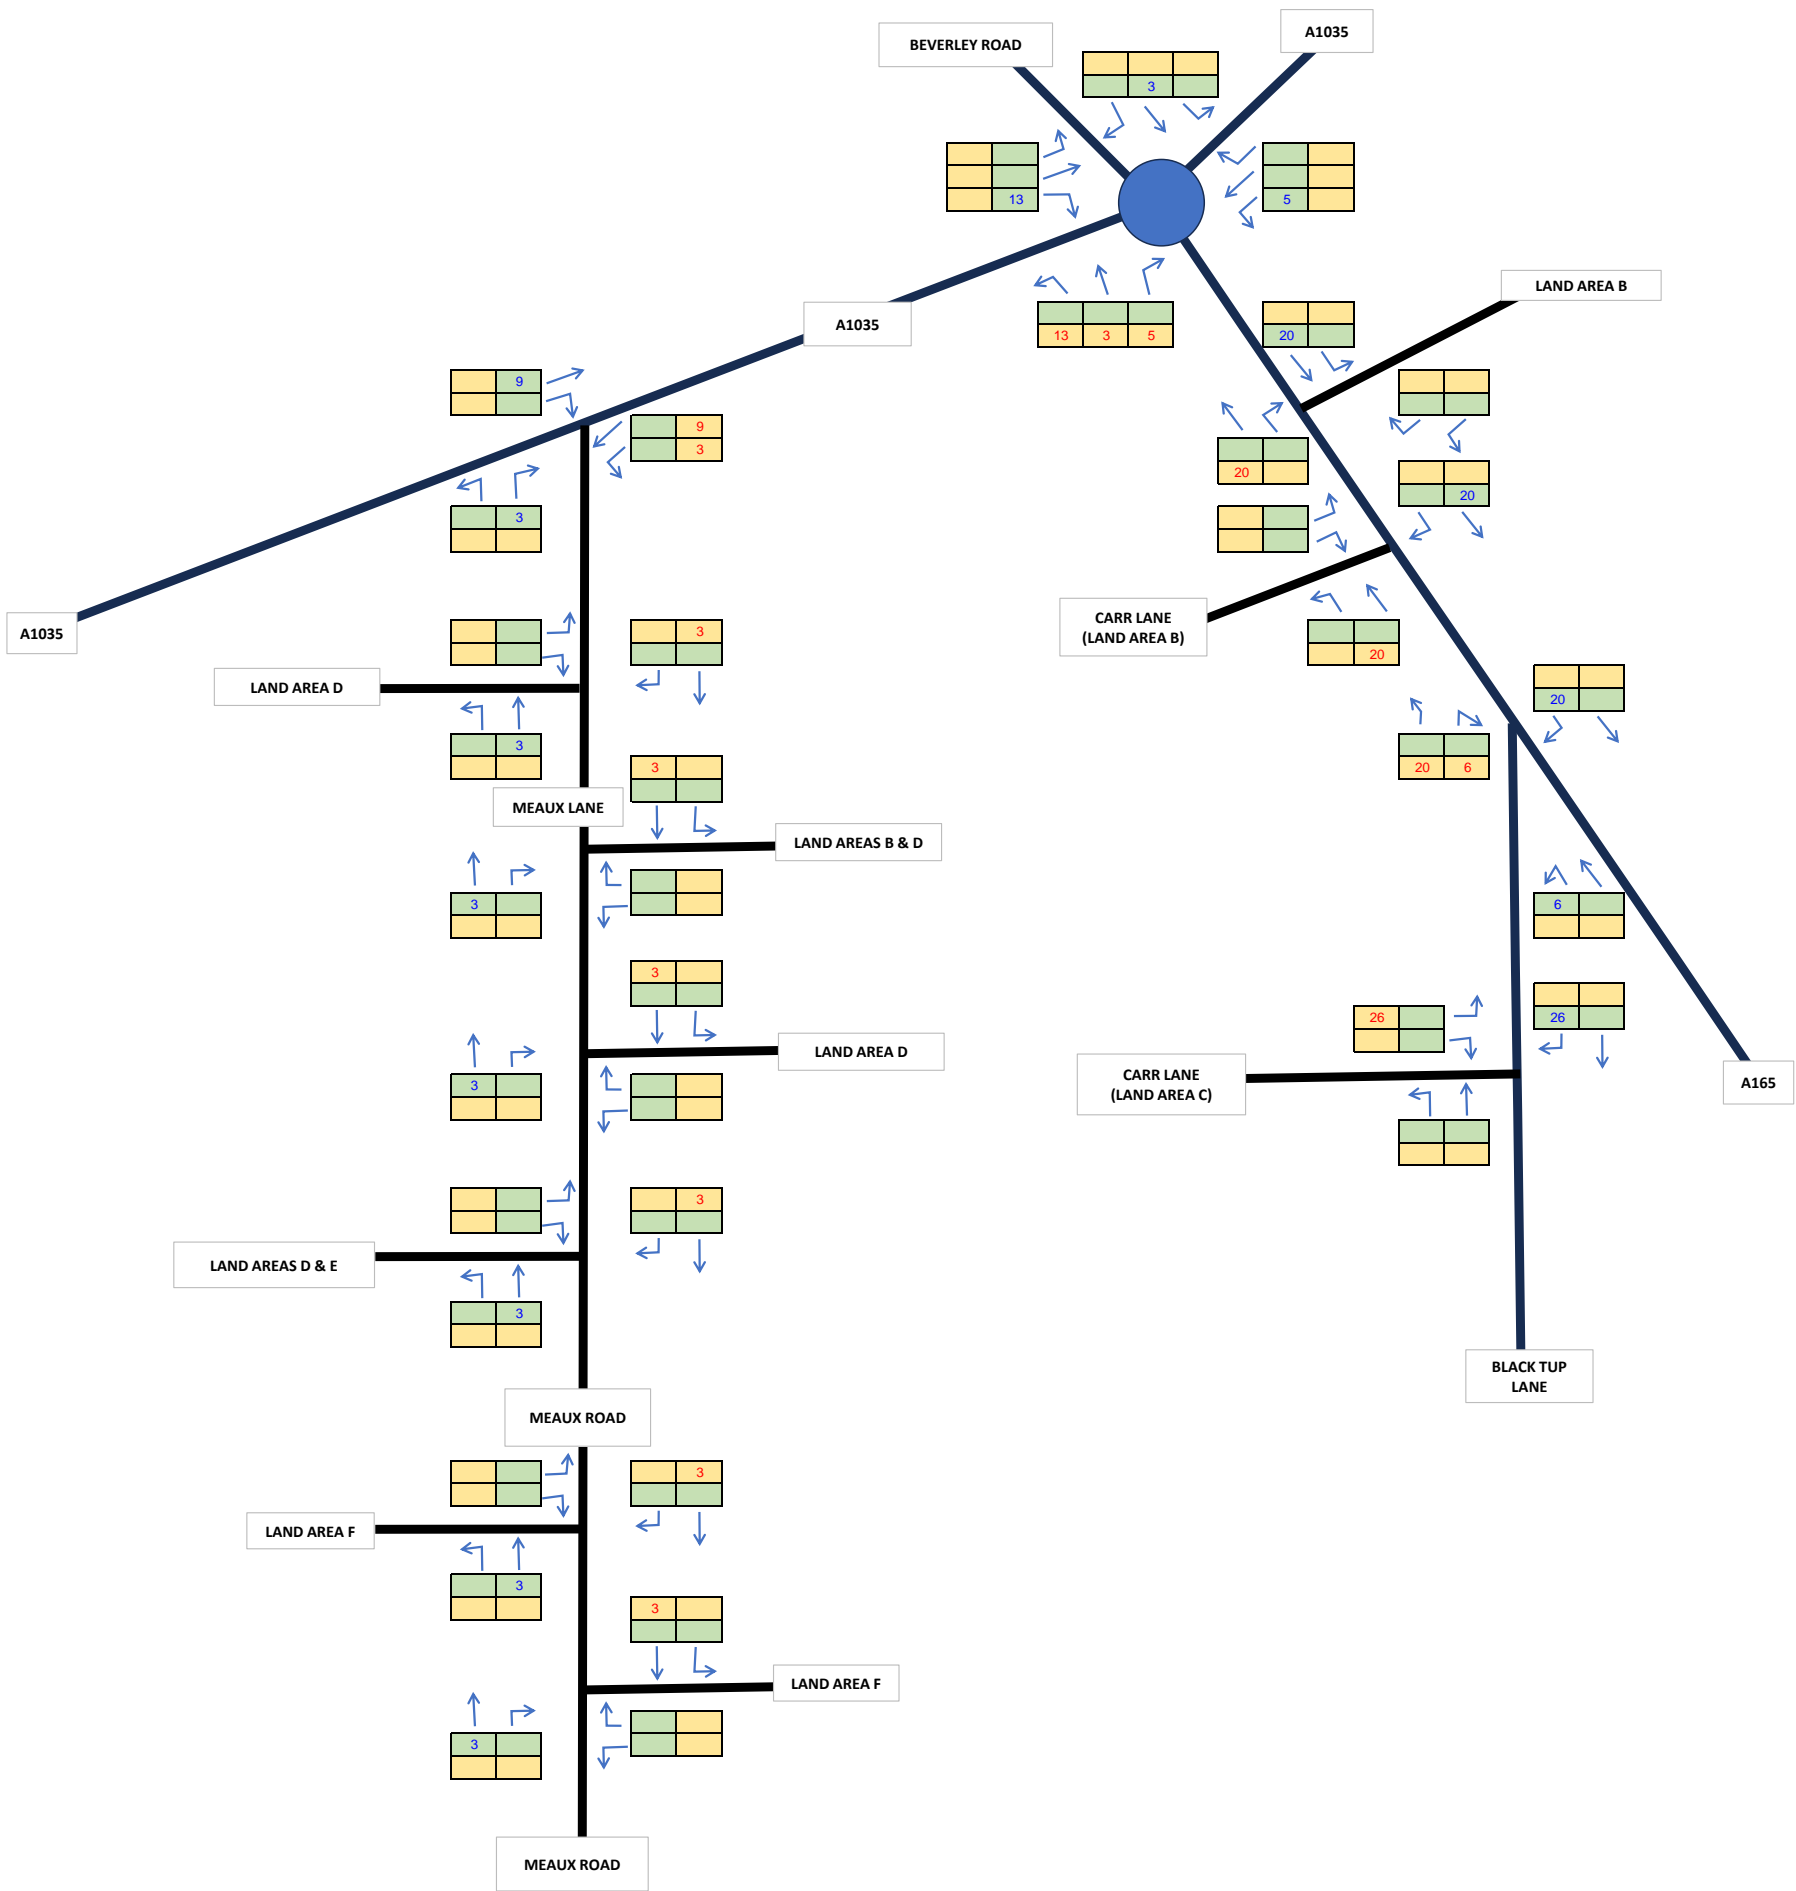 A1035
BEVERLEY ROAD
3
13
5
LAND AREA B
A1035
13 3 5
20
9
9
3
20
20
3
CARR LANE
(LAND AREA B)
A1035
3
20
LAND AREA D
20
3
20 6
3
MEAUX LANE
LAND AREAS B & D
3
6
3
26
26
LAND AREA D
CARR LANE
(LAND AREA C)
A165
3
3
LAND AREAS D & E
3
BLACK TUP
LANE
MEAUX ROAD
3
LAND AREA F
3
3
LAND AREA F
3
MEAUX ROAD